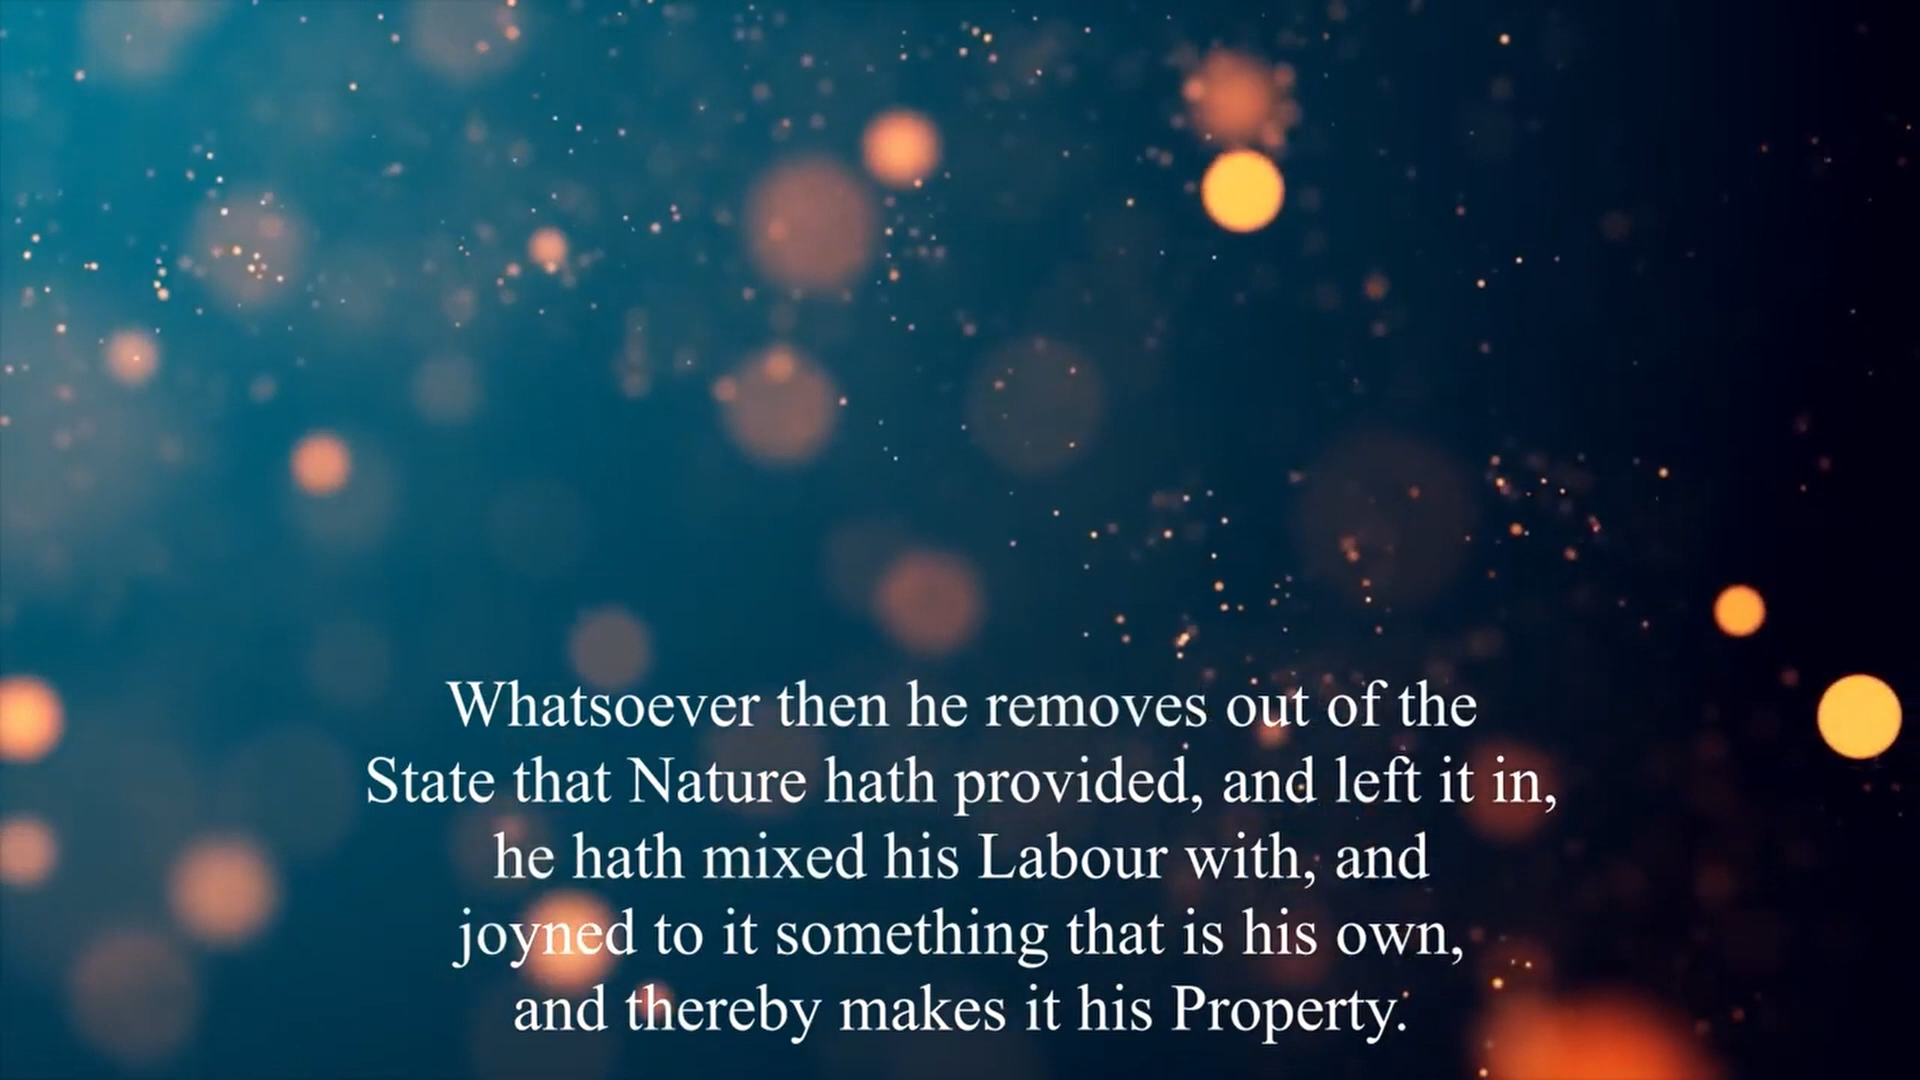 Whatsoever then he removes out of the
State that Nature hath provided, and left it in,
he hath mixed his Labour with, and
joyned to it something that is his own,
and thereby makes it his Property.